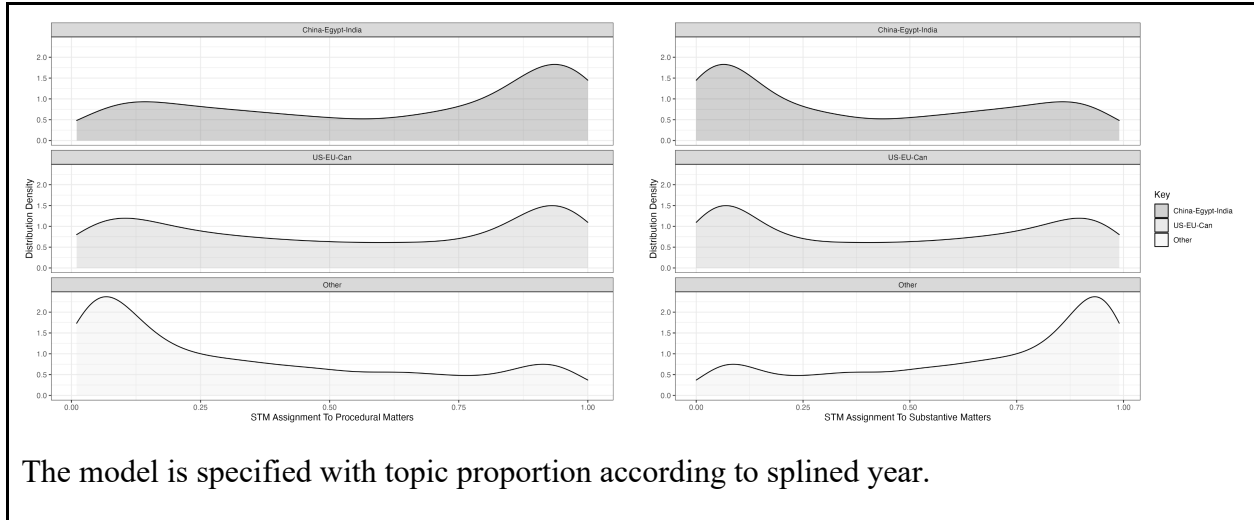 China-Egypt-India
2.0
1.5
1.0
0.5
0.0
US-EU-Can
2.0
1.5
1.0
0.5
0.0
Other
2.0
1.5
1.0
0.5
0.0
Distribution Density
0.00 0.25 0.50 0.75 1.00
STM Assignment To Procedural Matters
China-Egypt-India
2.0
1.5
1.0
0.5
0.0
US-EU-Can
2.0
1.5
1.0
0.5
0.0
Other
2.0
1.5
1.0
0.5
0.0
Distribution Density
0.00 0.25 0.50 0.75 1.00
STM Assignment To Substantive Matters
Key
China-Egypt-India
US-EU-Can
Other
The model is specified with topic proportion according to splined year.